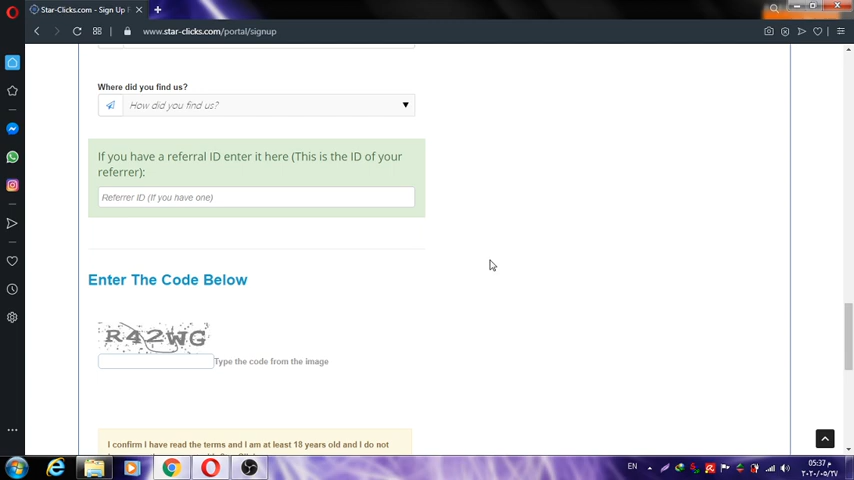 Star-Clicks.com - Sign Up F
www.star-clicks.com/portal/signup
Where did you find us?
How did you find us?
If you have a referral ID enter it here (This is the ID of your
referrer):
Referrer ID (If you have one)
Enter The Code Below
R42WG
Type the code from the image
I confirm I have read the terms and I am at least 18 years old and I do not
EN
05:37 م
٢٠٢٠/٠٥/٢٧